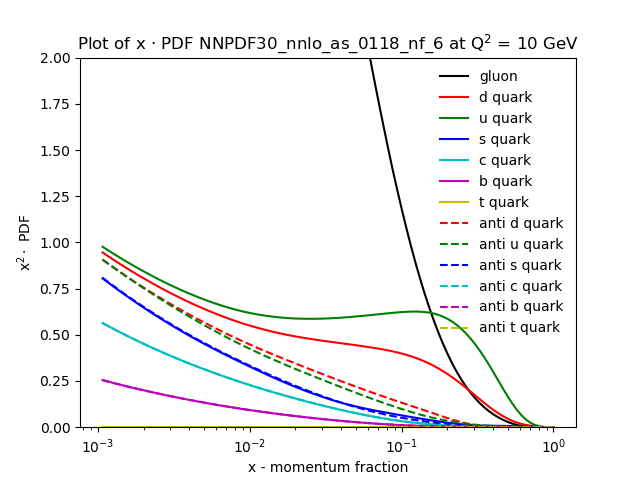 Plot of x · PDF NNPDF30_nnlo_as_0118_nf_6 at Q² = 10 GeV
x² · PDF
2.00
1.75
1.50
1.25
1.00
0.75
0.50
0.25
0.00
gluon
d quark
u quark
s quark
c quark
b quark
t quark
anti d quark
anti u quark
anti s quark
anti c quark
anti b quark
anti t quark
10⁻³ 10⁻² 10⁻¹ 10⁰
x - momentum fraction